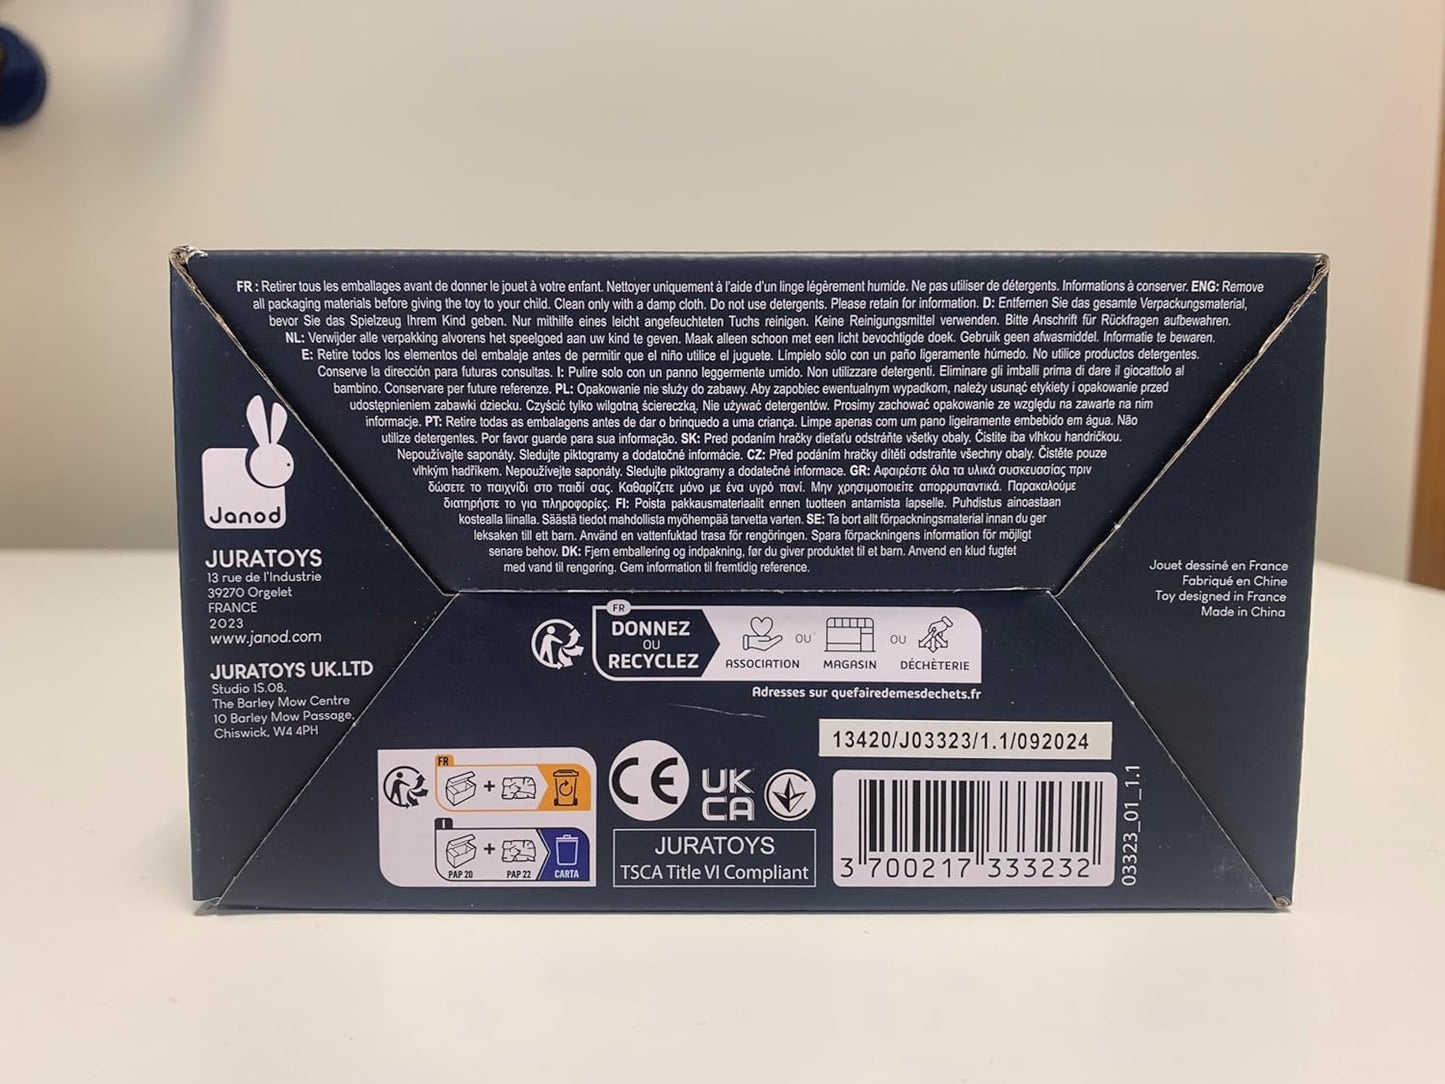 FR : Retirer tous les emballages avant de donner le jouet à votre enfant. Nettoyer uniquement à l'aide d'un linge légèrement humide. Ne pas utiliser de détergents. Informations à conserver. ENG: Remove
all packaging materials before giving the toy to your child. Clean only with a damp cloth. Do not use detergents. Please retain for information. D: Entfernen Sie das gesamte Verpackungsmaterial,
bevor Sie das Spielzeug Ihrem Kind geben. Nur mithilfe eines leicht angefeuchteten Tuchs reinigen. Keine Reinigungsmittel verwenden. Bitte Anschrift für Rückfragen aufbewahren.
NL: Verwijder alle verpakking alvorens het speelgoed aan uw kind te geven. Maak alleen schoon met een licht bevochtigde doek. Gebruik geen afwasmiddel. Informatie te bewaren.
E: Retire todos los elementos del embalaje antes de permitir que el niño utilice el juguete. Límpielo sólo con un paño ligeramente húmedo. No utilice productos detergentes.
Conserve la dirección para futuras consultas. I: Pulire solo con un panno leggermente umido. Non utilizzare detergenti. Eliminare gli imballi prima di dare il giocattolo al
bambino. Conservare per future referenze. PL: Opakowanie nie służy do zabawy. Aby zapobiec ewentualnym wypadkom, należy usunąć etykiety i opakowanie przed
udostępnieniem zabawki dziecku. Czyścić tylko wilgotną ściereczką. Nie używać detergentów. Prosimy zachować opakowanie ze względu na zawarte na nim
informacje. PT: Retire todas as embalagens antes de dar o brinquedo a uma criança. Limpe apenas com um pano ligeiramente embebido em água. Não
utilize detergentes. Por favor guarde para sua informação. SK: Pred podaním hračky dieťaťu odstráňte všetky obaly. Čistite iba vlhkou handričkou.
Nepoužívajte saponáty. Sledujte piktogramy a dodatočné informácie. CZ: Před podáním hračky dítěti odstraňte všechny obaly. Čistěte pouze
vlhkým hadříkem. Nepoužívejte saponáty. Sledujte piktogramy a dodatečné informace. GR: Αφαιρέστε όλα τα υλικά συσκευασίας πριν
δώσετε το παιχνίδι στο παιδί σας. Καθαρίζετε μόνο με ένα υγρό πανί. Μην χρησιμοποιείτε απορρυπαντικά. Παρακαλούμε
διατηρήστε το για πληροφορίες. FI: Poista pakkausmateriaalit ennen tuotteen antamista lapselle. Puhdistus ainoastaan
kostealla liinalla. Säästä tiedot mahdollista myöhempää tarvetta varten. SE: Ta bort allt förpackningsmaterial innan du ger
leksaken till ett barn. Använd en vattenfuktad trasa för rengöringen. Spara förpackningens information för möjligt
senare behov. DK: Fjern emballering og indpakning, før du giver produktet til et barn. Anvend en klud fugtet
med vand til rengøring. Gem information til fremtidig reference.
Janod
JURATOYS
13 rue de l'Industrie
39270 Orgelet
FRANCE
2023
www.janod.com
JURATOYS UK.LTD
Studio 1S.08,
The Barley Mow Centre
10 Barley Mow Passage,
Chiswick, W4 4PH
Jouet dessiné en France
Fabriqué en Chine
Toy designed in France
Made in China
FR
DONNEZ
OU
RECYCLEZ
ASSOCIATION OU MAGASIN OU DÉCHÈTERIE
Adresses sur quefairedemesdechets.fr
13420/J03323/1.1/092024
FR
+
I
+
PAP 20 PAP 22 CARTA
CE
UK
CA
JURATOYS
TSCA Title VI Compliant
3 700217 333232
03323_01_1.1